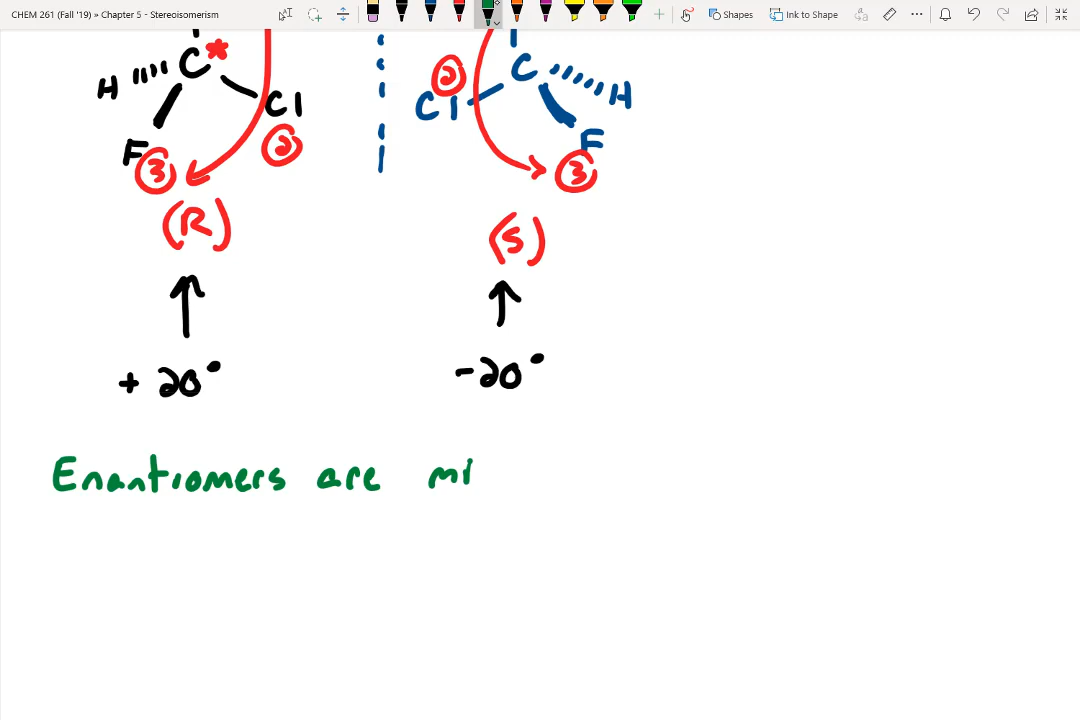 CHEM 261 (Fall '19) » Chapter 5 - Stereoisomerism
Shapes Ink to Shape
C * C
H Cl ② Cl H
F ③ ② F ③
(R) (S)
+ 20° -20°
Enantiomers are mi